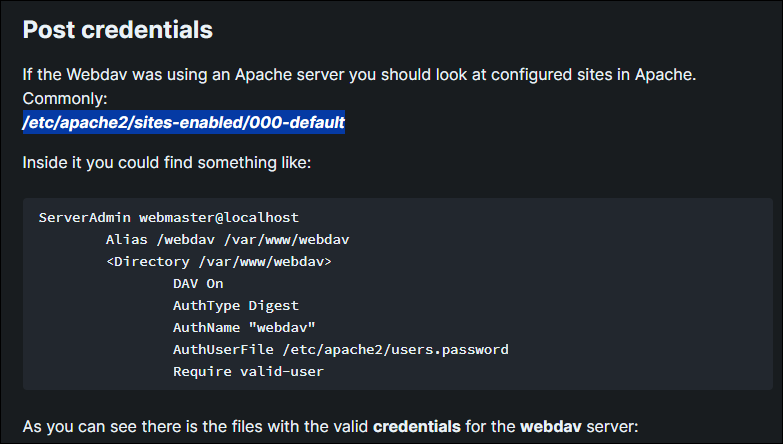 Post credentials
If the Webdav was using an Apache server you should look at configured sites in Apache.
Commonly:
/etc/apache2/sites-enabled/000-default
Inside it you could find something like:
ServerAdmin webmaster@localhost
        Alias /webdav /var/www/webdav
        <Directory /var/www/webdav>
                DAV On
                AuthType Digest
                AuthName "webdav"
                AuthUserFile /etc/apache2/users.password
                Require valid-user
As you can see there is the files with the valid credentials for the webdav server: